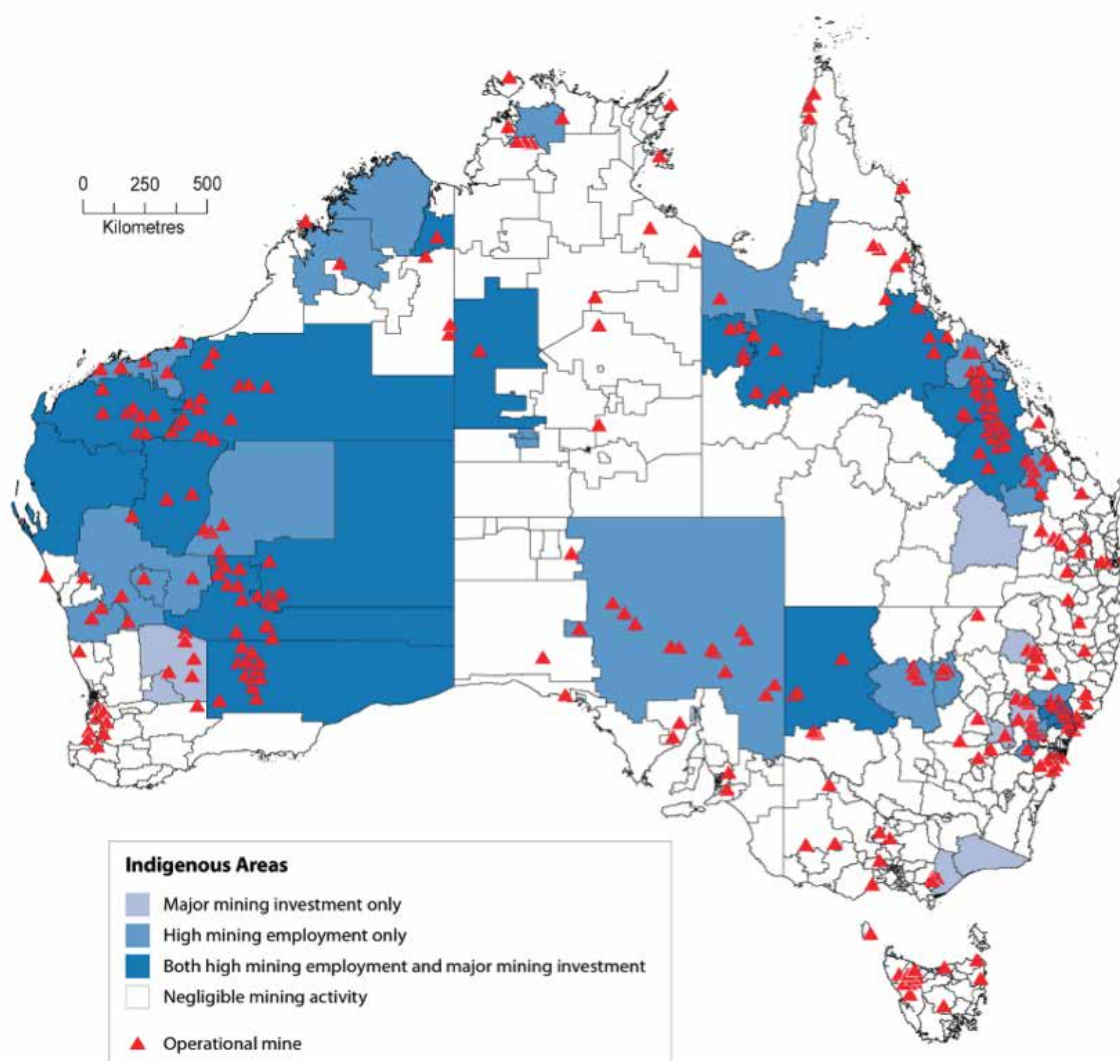 0 250 500
Kilometres
Indigenous Areas
Major mining investment only
High mining employment only
Both high mining employment and major mining investment
Negligible mining activity
Operational mine